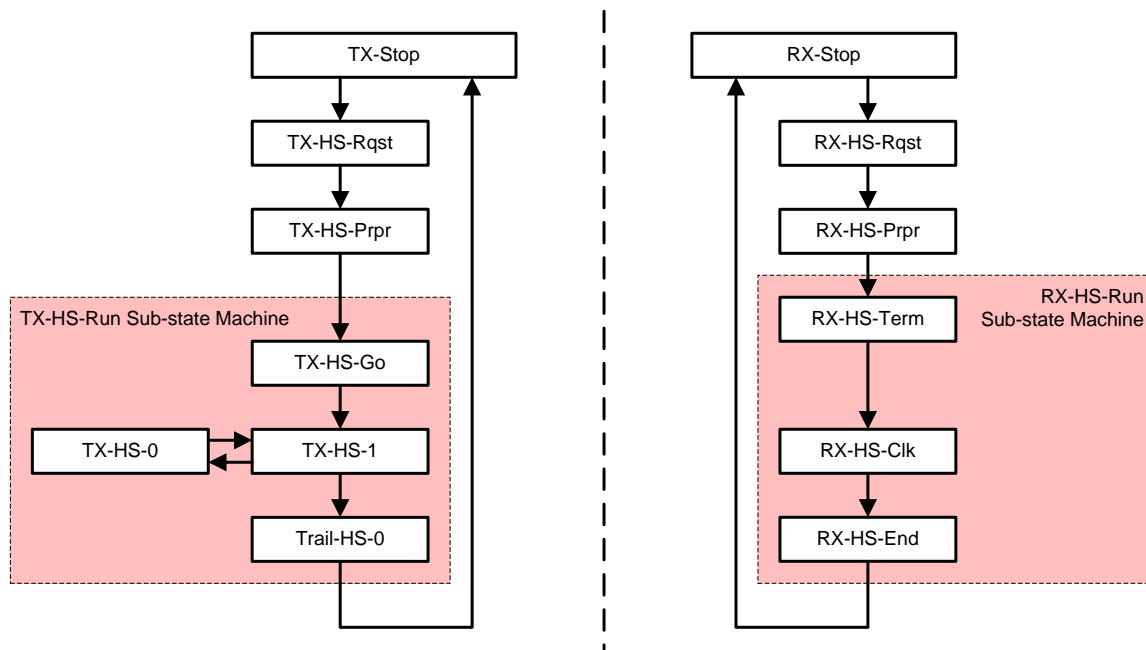 TX-Stop
TX-HS-Rqst
TX-HS-Prpr
TX-HS-Run Sub-state Machine
TX-HS-Go
TX-HS-0
TX-HS-1
Trail-HS-0
RX-Stop
RX-HS-Rqst
RX-HS-Prpr
RX-HS-Run
Sub-state Machine
RX-HS-Term
RX-HS-Clk
RX-HS-End